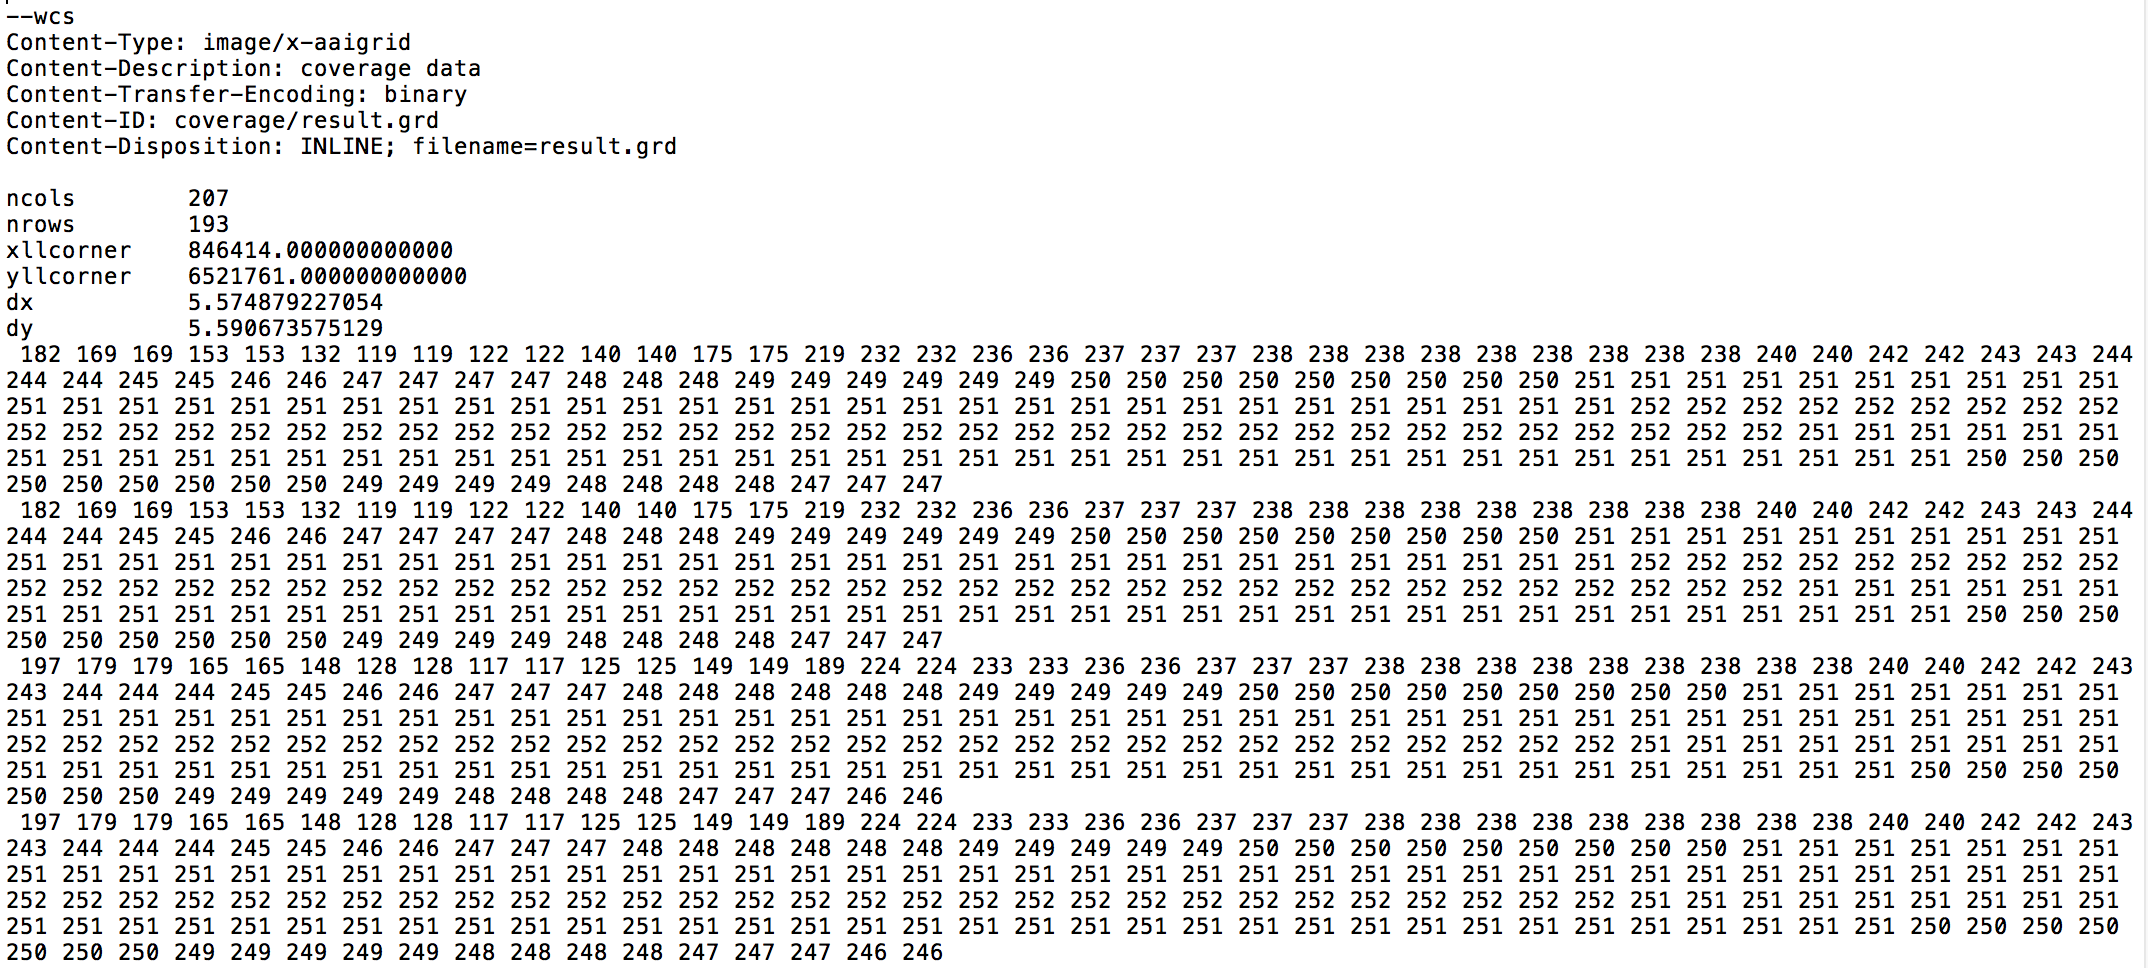 --wcs
Content-Type: image/x-aaigrid
Content-Description: coverage data
Content-Transfer-Encoding: binary
Content-ID: coverage/result.grd
Content-Disposition: INLINE; filename=result.grd
ncols 207
nrows 193
xllcorner 846414.000000000000
yllcorner 6521761.000000000000
dx 5.574879227054
dy 5.590673575129
182 169 169 153 153 132 119 119 122 122 140 140 175 175 219 232 232 236 236 237 237 237 238 238 238 238 238 238 238 238 238 240 240 242 242 243 243 244
244 244 245 245 246 246 247 247 247 247 248 248 248 249 249 249 249 249 249 250 250 250 250 250 250 250 250 250 251 251 251 251 251 251 251 251 251 251
251 251 251 251 251 251 251 251 251 251 251 251 251 251 251 251 251 251 251 251 251 251 251 251 251 251 251 251 251 252 252 252 252 252 252 252 252 252
252 252 252 252 252 252 252 252 252 252 252 252 252 252 252 252 252 252 252 252 252 252 252 252 252 252 252 252 252 252 252 252 251 251 251 251 251 251
251 251 251 251 251 251 251 251 251 251 251 251 251 251 251 251 251 251 251 251 251 251 251 251 251 251 251 251 251 251 251 251 251 251 251 250 250 250
250 250 250 250 250 250 249 249 249 249 248 248 248 248 247 247 247
182 169 169 153 153 132 119 119 122 122 140 140 175 175 219 232 232 236 236 237 237 237 238 238 238 238 238 238 238 238 238 240 240 242 242 243 243 244
244 244 245 245 246 246 247 247 247 247 248 248 248 249 249 249 249 249 249 250 250 250 250 250 250 250 250 250 251 251 251 251 251 251 251 251 251 251
251 251 251 251 251 251 251 251 251 251 251 251 251 251 251 251 251 251 251 251 251 251 251 251 251 251 251 251 251 252 252 252 252 252 252 252 252 252
252 252 252 252 252 252 252 252 252 252 252 252 252 252 252 252 252 252 252 252 252 252 252 252 252 252 252 252 252 252 252 252 251 251 251 251 251 251
251 251 251 251 251 251 251 251 251 251 251 251 251 251 251 251 251 251 251 251 251 251 251 251 251 251 251 251 251 251 251 251 251 251 251 250 250 250
250 250 250 250 250 250 249 249 249 249 248 248 248 248 247 247 247
197 179 179 165 165 148 128 128 117 117 125 125 149 149 189 224 224 233 233 236 236 237 237 237 238 238 238 238 238 238 238 238 238 240 240 242 242 243
243 244 244 244 245 245 246 246 247 247 247 248 248 248 248 248 248 249 249 249 249 249 250 250 250 250 250 250 250 250 250 251 251 251 251 251 251 251
251 251 251 251 251 251 251 251 251 251 251 251 251 251 251 251 251 251 251 251 251 251 251 251 251 251 251 251 251 251 251 251 251 251 251 251 251 251
252 252 252 252 252 252 252 252 252 252 252 252 252 252 252 252 252 252 252 252 252 252 252 252 252 252 252 252 252 251 251 251 251 251 251 251 251 251
251 251 251 251 251 251 251 251 251 251 251 251 251 251 251 251 251 251 251 251 251 251 251 251 251 251 251 251 251 251 251 251 251 251 250 250 250 250
250 250 250 249 249 249 249 249 248 248 248 248 247 247 247 246 246
197 179 179 165 165 148 128 128 117 117 125 125 149 149 189 224 224 233 233 236 236 237 237 237 238 238 238 238 238 238 238 238 238 240 240 242 242 243
243 244 244 244 245 245 246 246 247 247 247 248 248 248 248 248 248 249 249 249 249 249 250 250 250 250 250 250 250 250 250 251 251 251 251 251 251 251
251 251 251 251 251 251 251 251 251 251 251 251 251 251 251 251 251 251 251 251 251 251 251 251 251 251 251 251 251 251 251 251 251 251 251 251 251 251
252 252 252 252 252 252 252 252 252 252 252 252 252 252 252 252 252 252 252 252 252 252 252 252 252 252 252 252 252 251 251 251 251 251 251 251 251 251
251 251 251 251 251 251 251 251 251 251 251 251 251 251 251 251 251 251 251 251 251 251 251 251 251 251 251 251 251 251 251 251 251 251 250 250 250 250
250 250 250 249 249 249 249 249 248 248 248 248 247 247 247 246 246